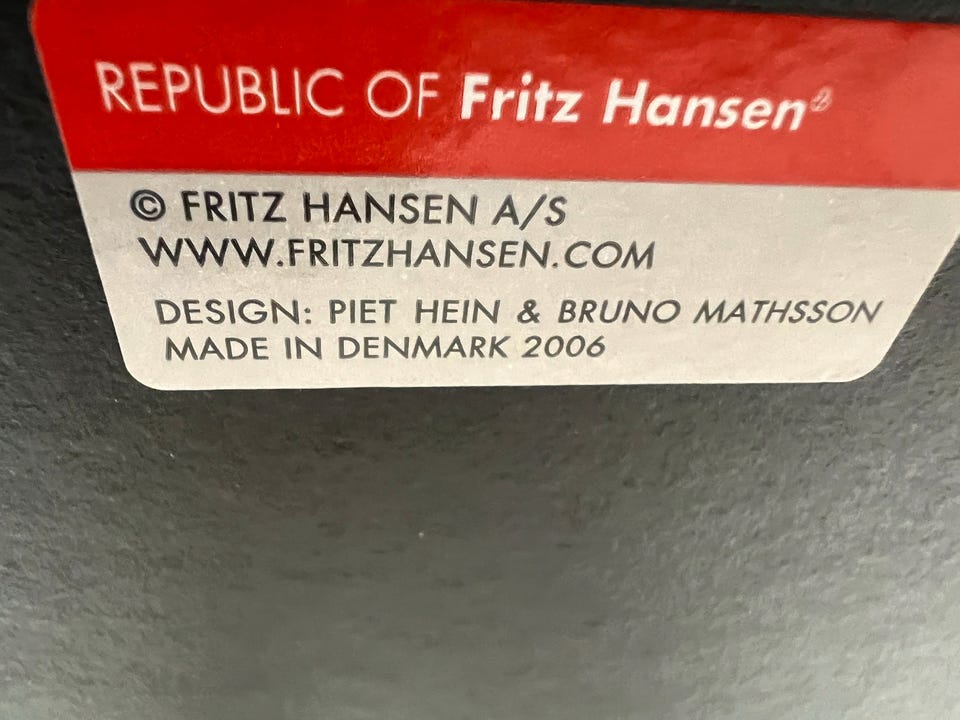 REPUBLIC OF Fritz Hansen®
© FRITZ HANSEN A/S
WWW.FRITZHANSEN.COM
DESIGN: PIET HEIN & BRUNO MATHSSON
MADE IN DENMARK 2006